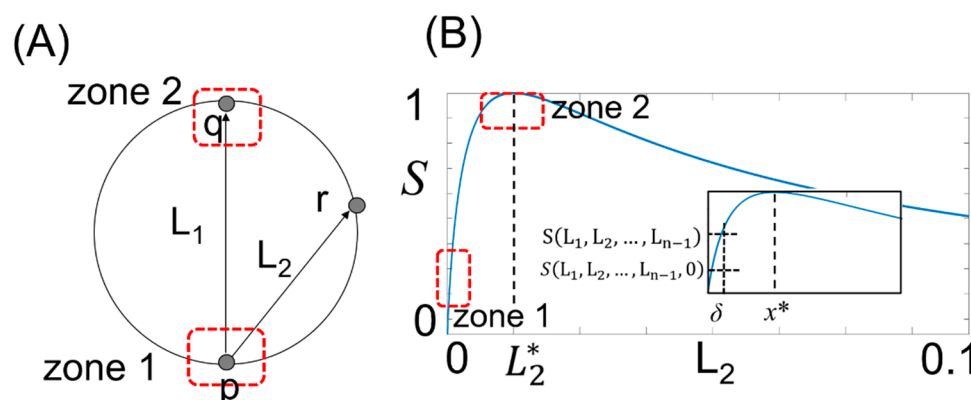 (A)
zone 2
q
r
L₁
L₂
zone 1
p
(B)
1
S
zone 2
S(L₁, L₂, ..., Lₙ₋₁)
S(L₁, L₂, ..., Lₙ₋₁, 0)
δ
x*
zone 1
0
0
L₂*
L₂
0.1